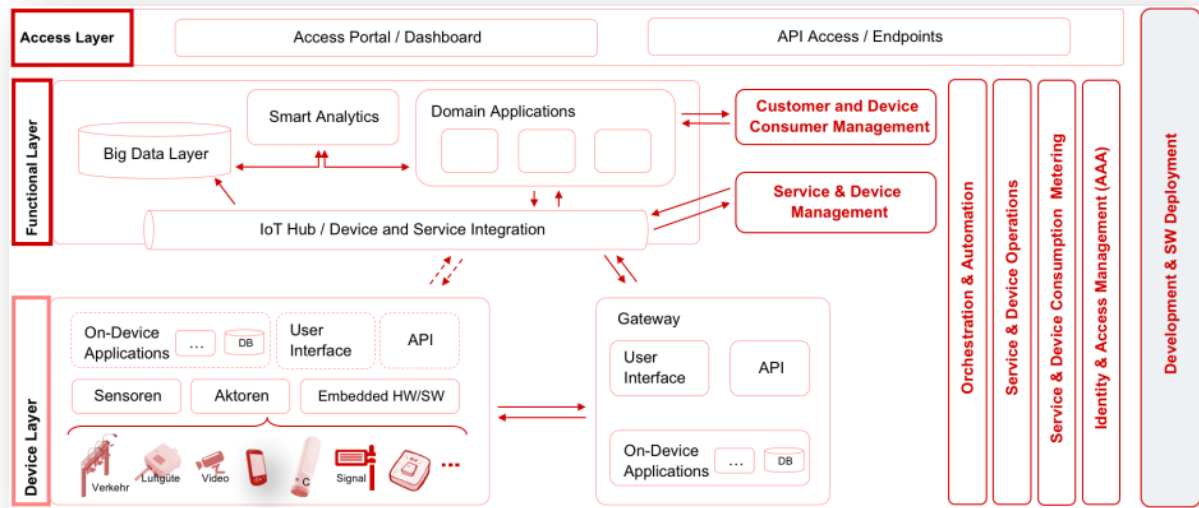 Access Layer
Access Portal / Dashboard
API Access / Endpoints
Functional Layer
Big Data Layer
Smart Analytics
Domain Applications
Customer and Device
Consumer Management
Service & Device
Management
IoT Hub / Device and Service Integration
Device Layer
On-Device
Applications
...
DB
User
Interface
API
Sensoren
Aktoren
Embedded HW/SW
Verkehr
Luftgüte
Video
° C
Signal
...
Gateway
User
Interface
API
On-Device
Applications
...
DB
Orchestration & Automation
Service & Device Operations
Service & Device Consumption Metering
Identity & Access Management (AAA)
Development & SW Deployment